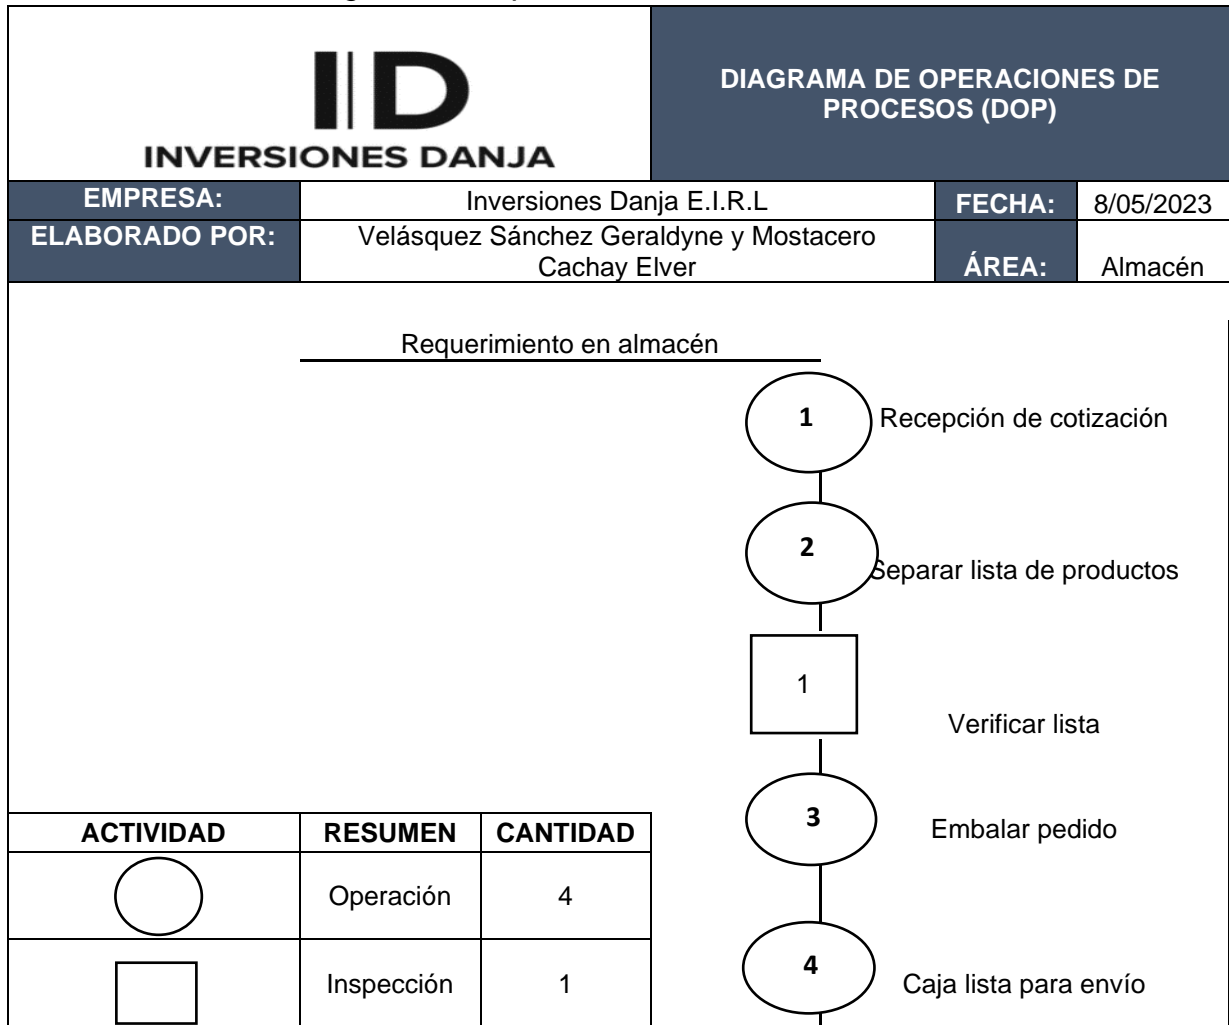 ID
INVERSIONES DANJA
DIAGRAMA DE OPERACIONES DE
PROCESOS (DOP)
EMPRESA:
Inversiones Danja E.I.R.L
FECHA:
8/05/2023
ELABORADO POR:
Velásquez Sánchez Geraldyne y Mostacero
Cachay Elver
ÁREA:
Almacén
Requerimiento en almacén
1
Recepción de cotización
2
Separar lista de productos
1
Verificar lista
3
Embalar pedido
4
Caja lista para envío
ACTIVIDAD
RESUMEN
CANTIDAD
Operación
4
Inspección
1